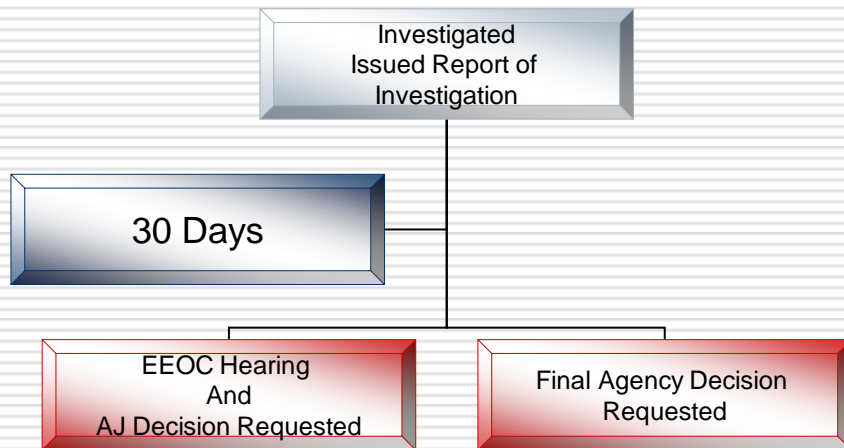 Investigated
Issued Report of
Investigation
30 Days
EEOC Hearing
And
AJ Decision Requested
Final Agency Decision
Requested